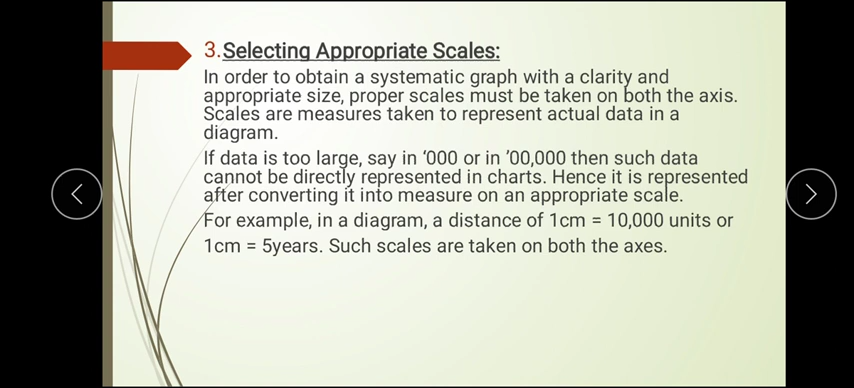 3.Selecting Appropriate Scales:
In order to obtain a systematic graph with a clarity and
appropriate size, proper scales must be taken on both the axis.
Scales are measures taken to represent actual data in a
diagram.
If data is too large, say in ‘000 or in ’00,000 then such data
cannot be directly represented in charts. Hence it is represented
after converting it into measure on an appropriate scale.
For example, in a diagram, a distance of 1cm = 10,000 units or
1cm = 5years. Such scales are taken on both the axes.